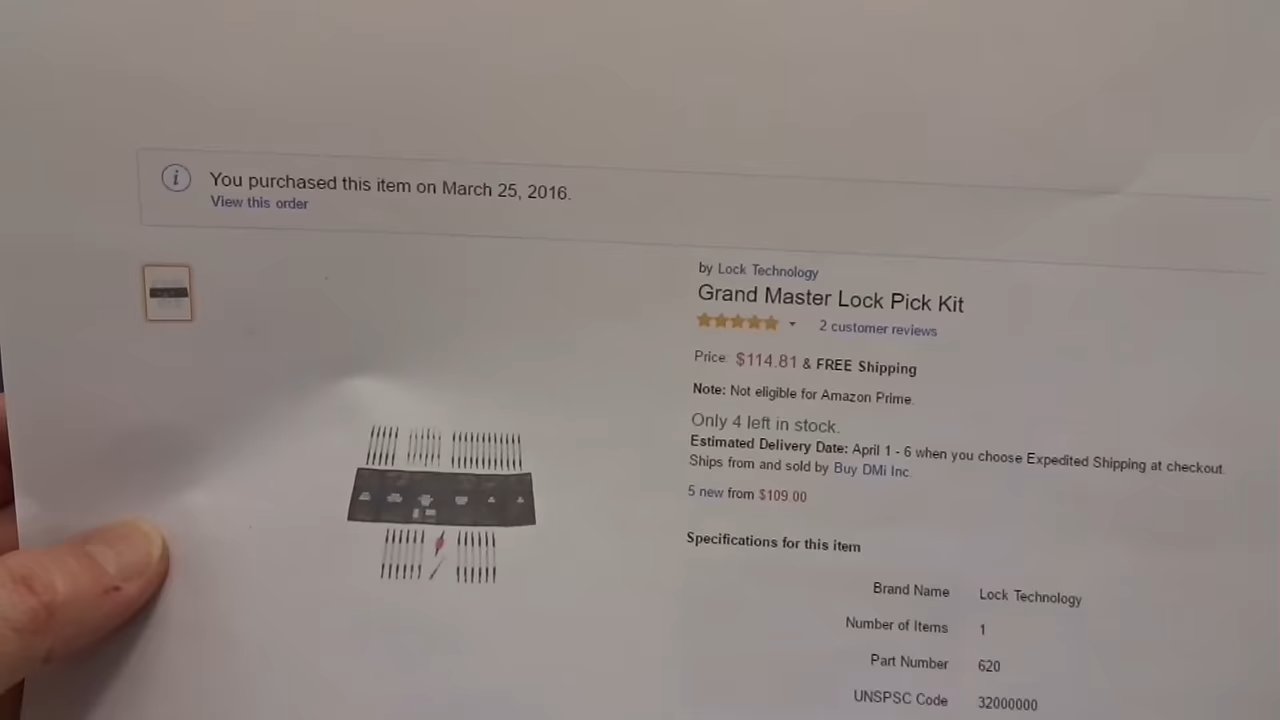 You purchased this item on March 25, 2016.
View this order
by Lock Technology
Grand Master Lock Pick Kit
2 customer reviews
Price: $114.81 & FREE Shipping
Note: Not eligible for Amazon Prime.
Only 4 left in stock.
Estimated Delivery Date: April 1 - 6 when you choose Expedited Shipping at checkout.
Ships from and sold by Buy DMi Inc.
5 new from $109.00
Specifications for this item
Brand Name Lock Technology
Number of Items 1
Part Number 620
UNSPSC Code 32000000